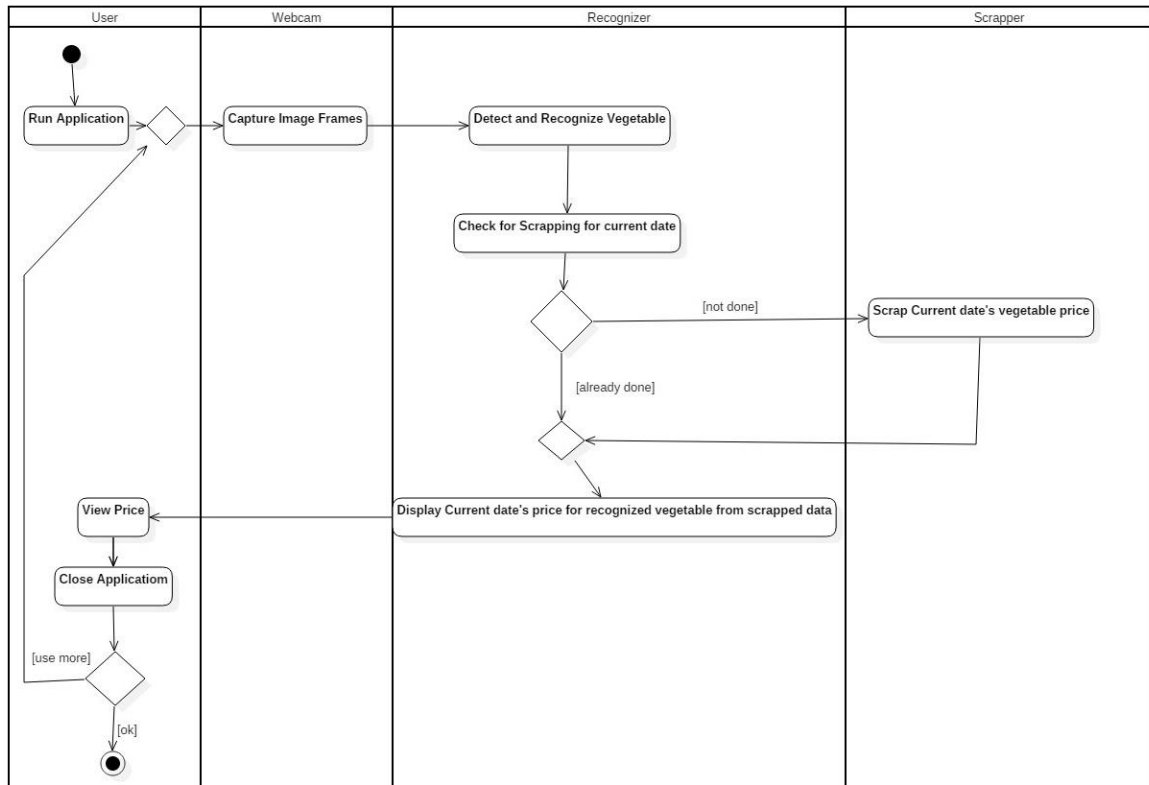 User
Webcam
Recognizer
Scrapper
Run Application
Capture Image Frames
Detect and Recognize Vegetable
Check for Scrapping for current date
[not done]
Scrap Current date's vegetable price
[already done]
Display Current date's price for recognized vegetable from scrapped data
View Price
Close Applicatiom
[use more]
[ok]